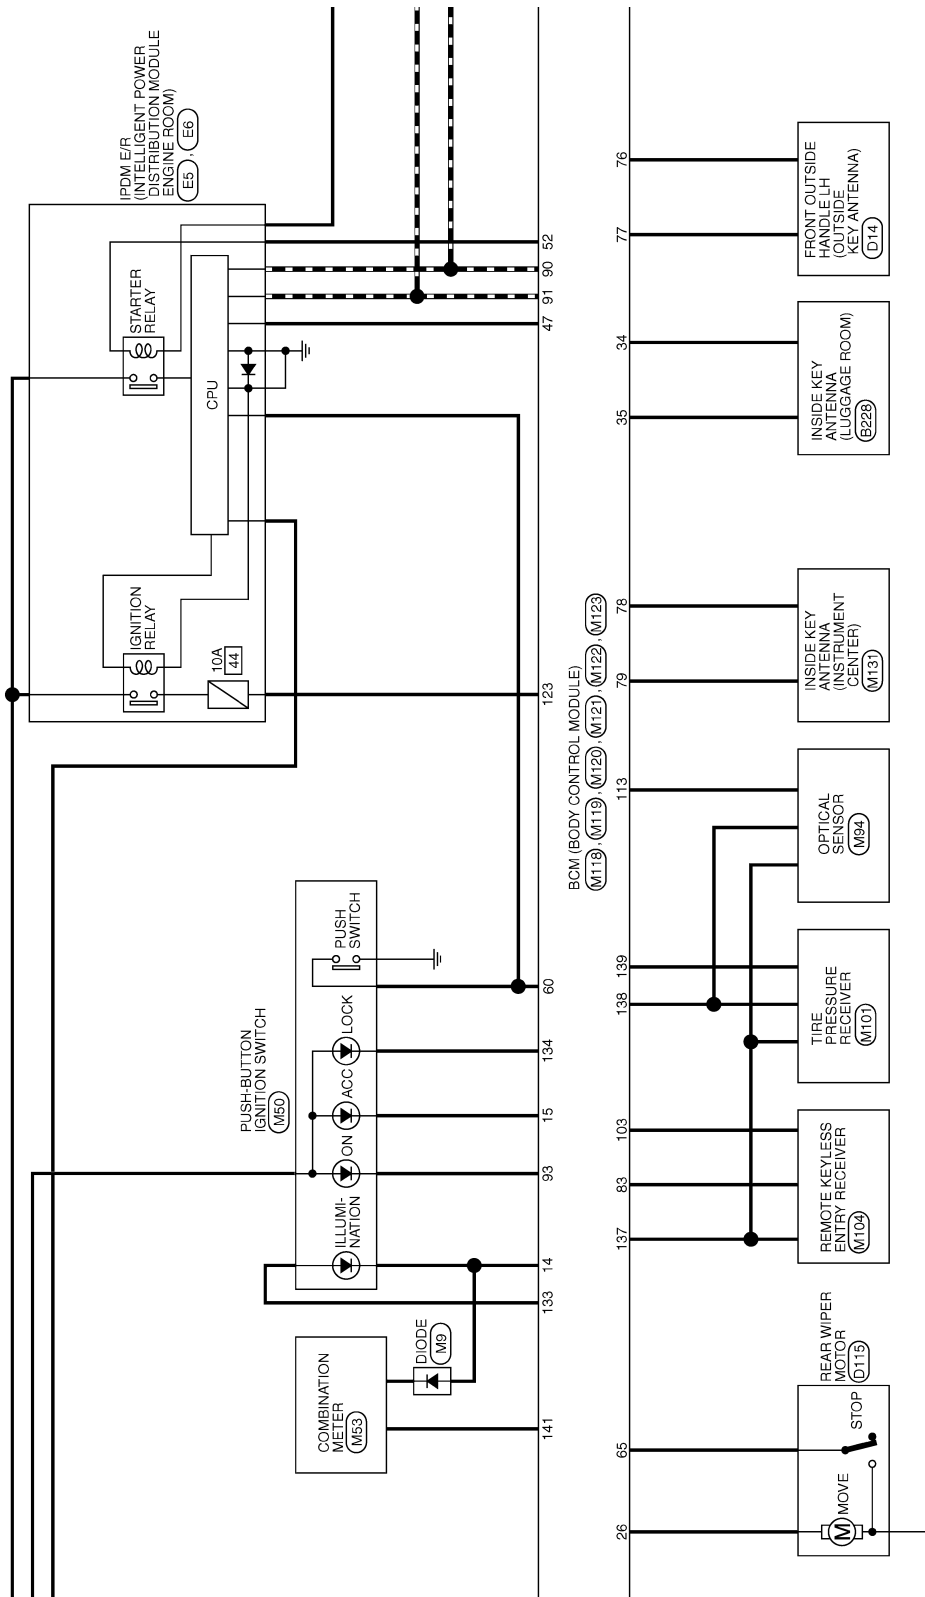 IPDM E/R
(INTELLIGENT POWER
DISTRIBUTION MODULE
ENGINE ROOM)
E5 , E6
STARTER
RELAY
CPU
IGNITION
RELAY
10A
44
52
90
91
47
123
60
134
15
93
14
133
141
PUSH-BUTTON
IGNITION SWITCH
M50
PUSH
SWITCH
LOCK
ACC
ON
ILLUMI-
NATION
COMBINATION
METER
M53
DIODE
M9
BCM (BODY CONTROL MODULE)
M118 , M119 , M120 , M121 , M122 , M123
76
77
34
35
78
79
113
139
138
103
83
137
65
26
FRONT OUTSIDE
HANDLE LH
(OUTSIDE
KEY ANTENNA)
D14
INSIDE KEY
ANTENNA
(LUGGAGE ROOM)
B228
INSIDE KEY
ANTENNA
(INSTRUMENT
CENTER)
M131
OPTICAL
SENSOR
M94
TIRE
PRESSURE
RECEIVER
M101
REMOTE KEYLESS
ENTRY RECEIVER
M104
REAR WIPER
MOTOR
D115
STOP
MOVE
M